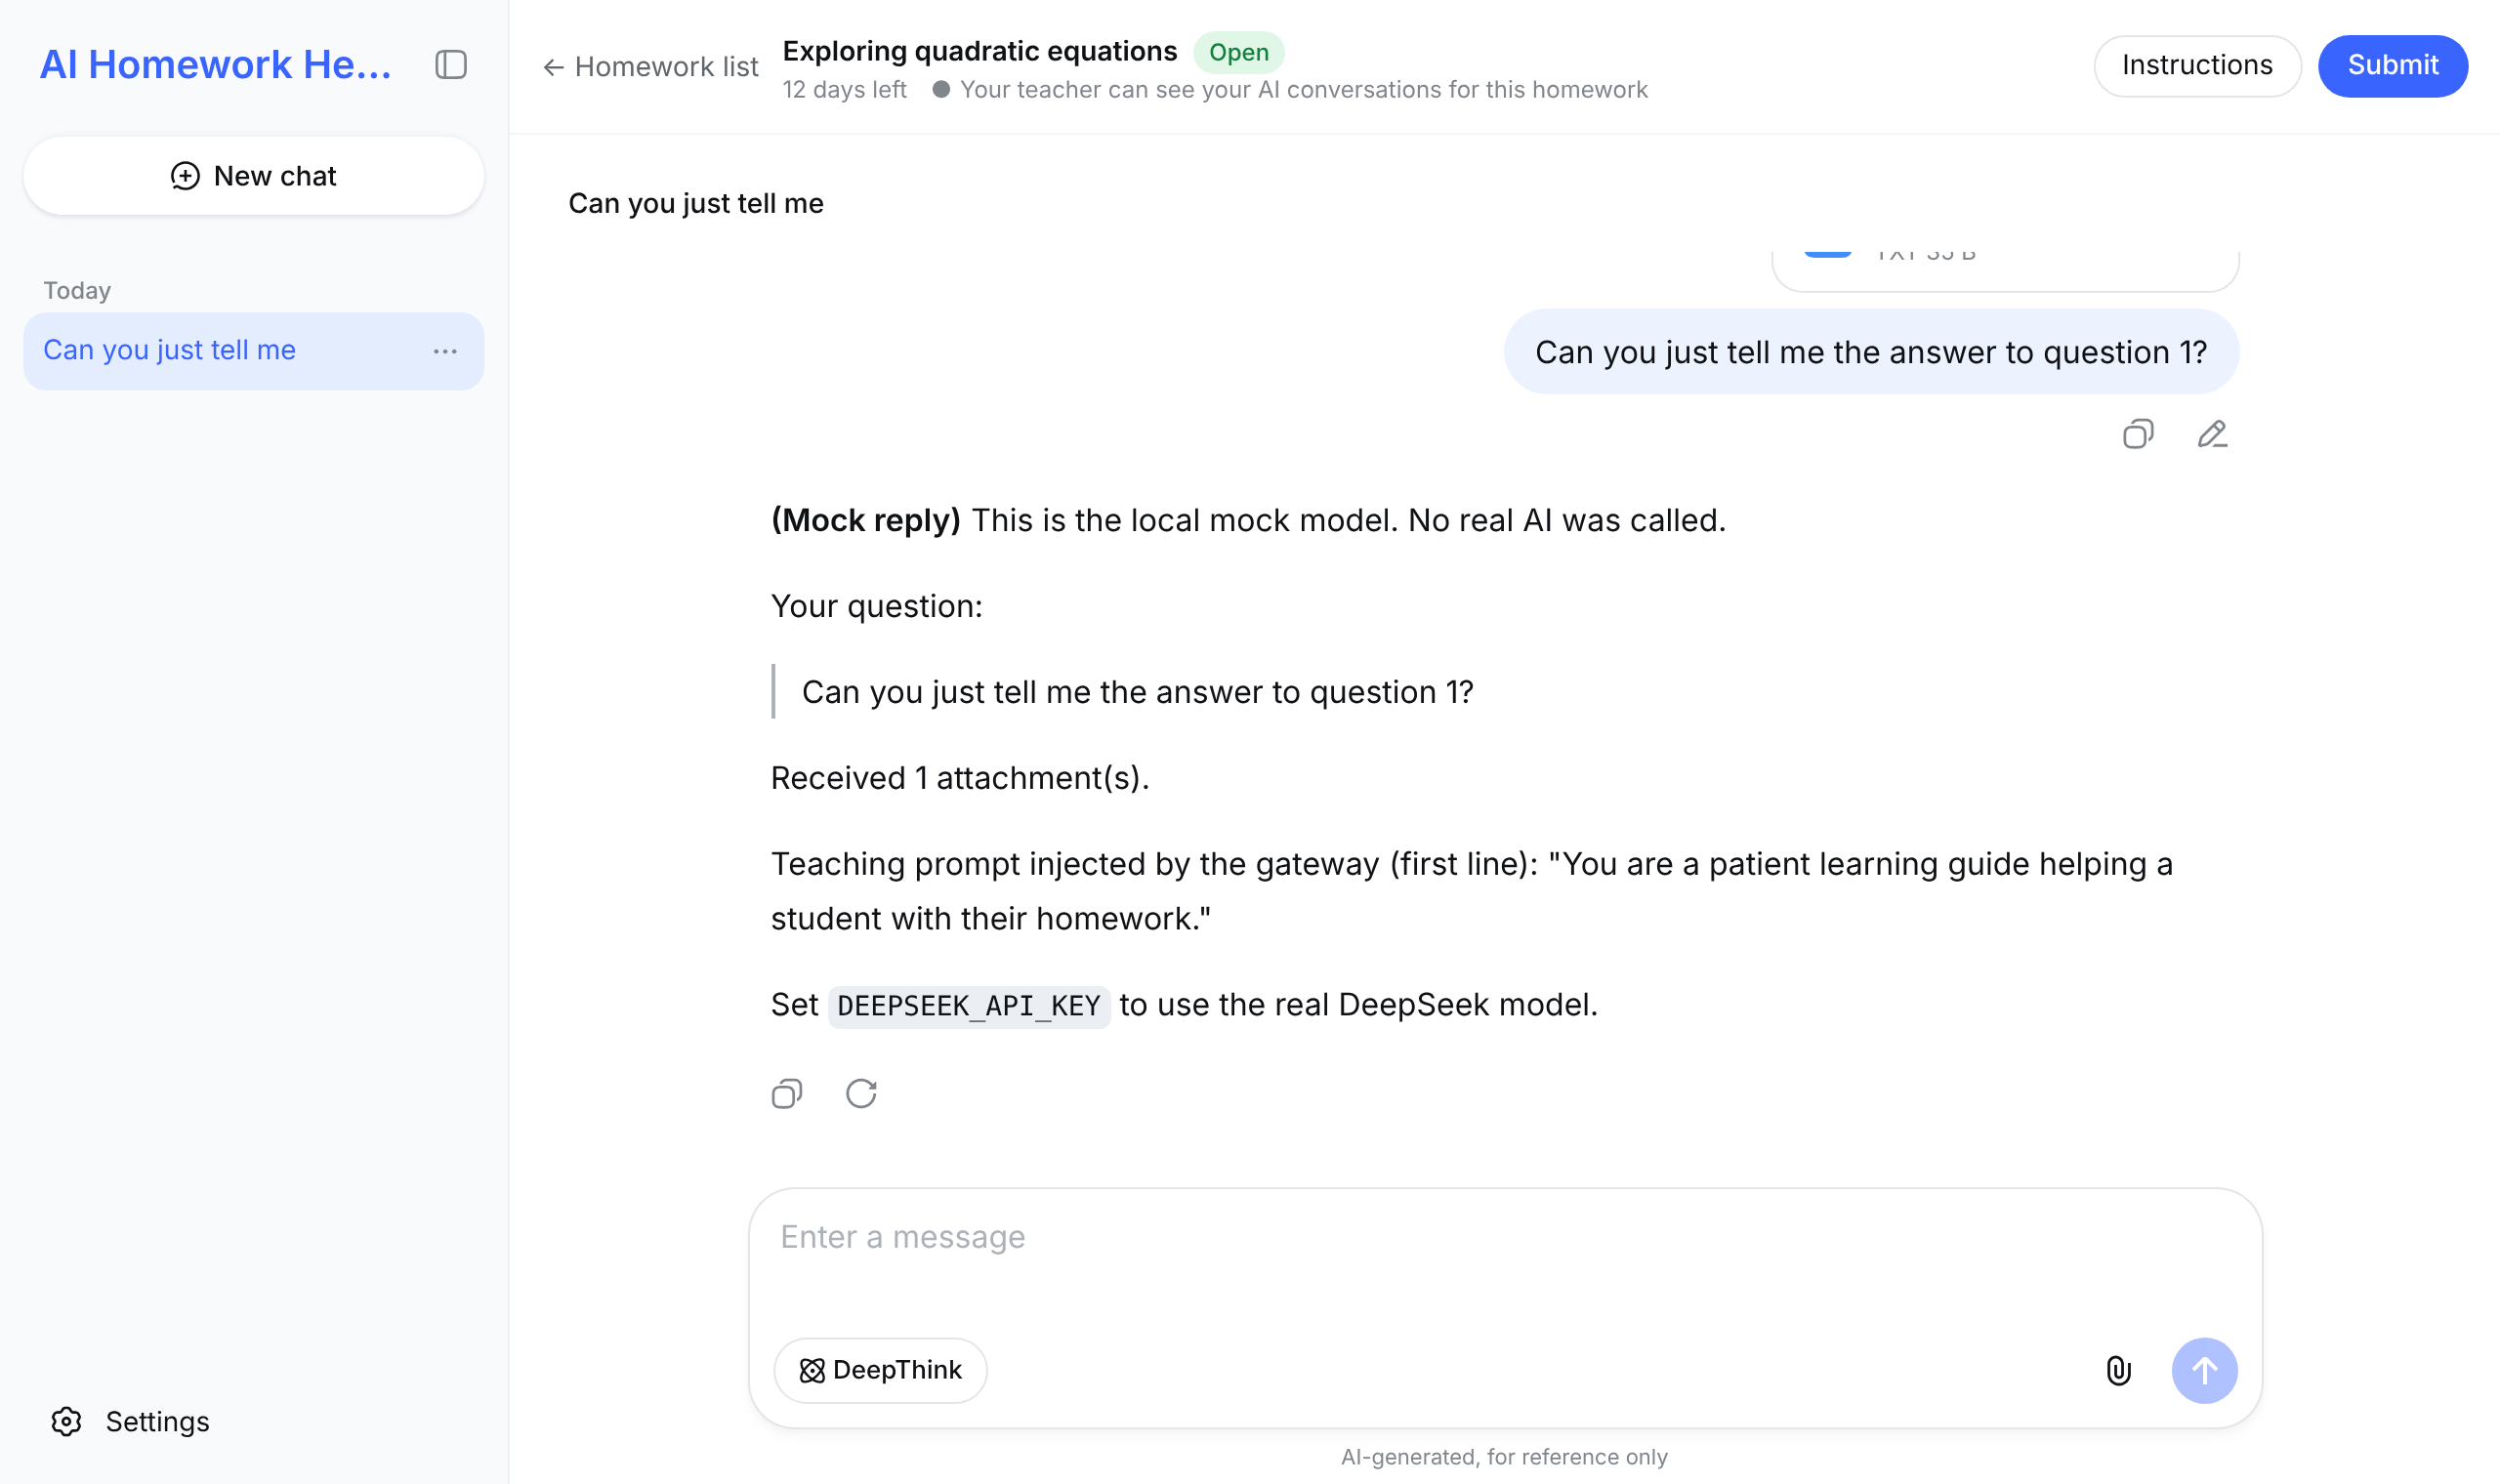 AI Homework He...
New chat
Today
Can you just tell me
Settings
← Homework list
Exploring quadratic equations
Open
12 days left
Your teacher can see your AI conversations for this homework
Instructions
Submit
Can you just tell me
TXT 35 B
Can you just tell me the answer to question 1?
(Mock reply) This is the local mock model. No real AI was called.
Your question:
Can you just tell me the answer to question 1?
Received 1 attachment(s).
Teaching prompt injected by the gateway (first line): "You are a patient learning guide helping a
student with their homework."
Set DEEPSEEK_API_KEY to use the real DeepSeek model.
Enter a message
DeepThink
AI-generated, for reference only